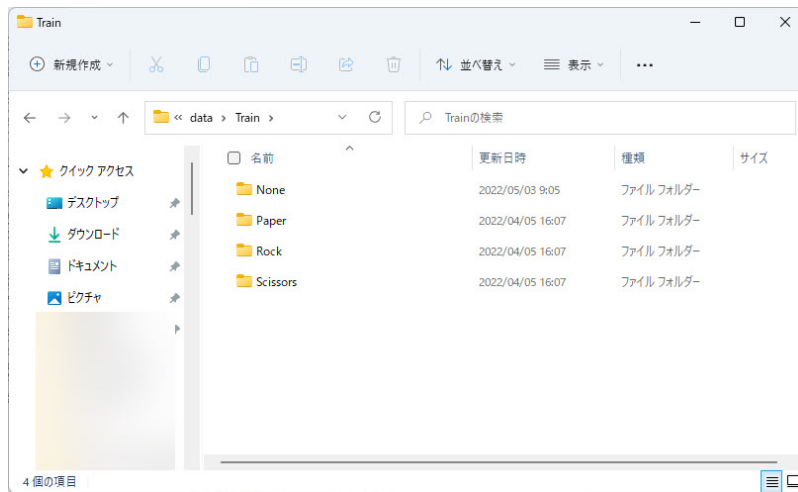 Train
新規作成
並べ替え
表示
«  data  ›  Train  ›
Trainの検索
クイック アクセス
デスクトップ
ダウンロード
ドキュメント
ピクチャ
名前 更新日時 種類 サイズ
None 2022/05/03 9:05 ファイル フォルダー
Paper 2022/04/05 16:07 ファイル フォルダー
Rock 2022/04/05 16:07 ファイル フォルダー
Scissors 2022/04/05 16:07 ファイル フォルダー
4 個の項目